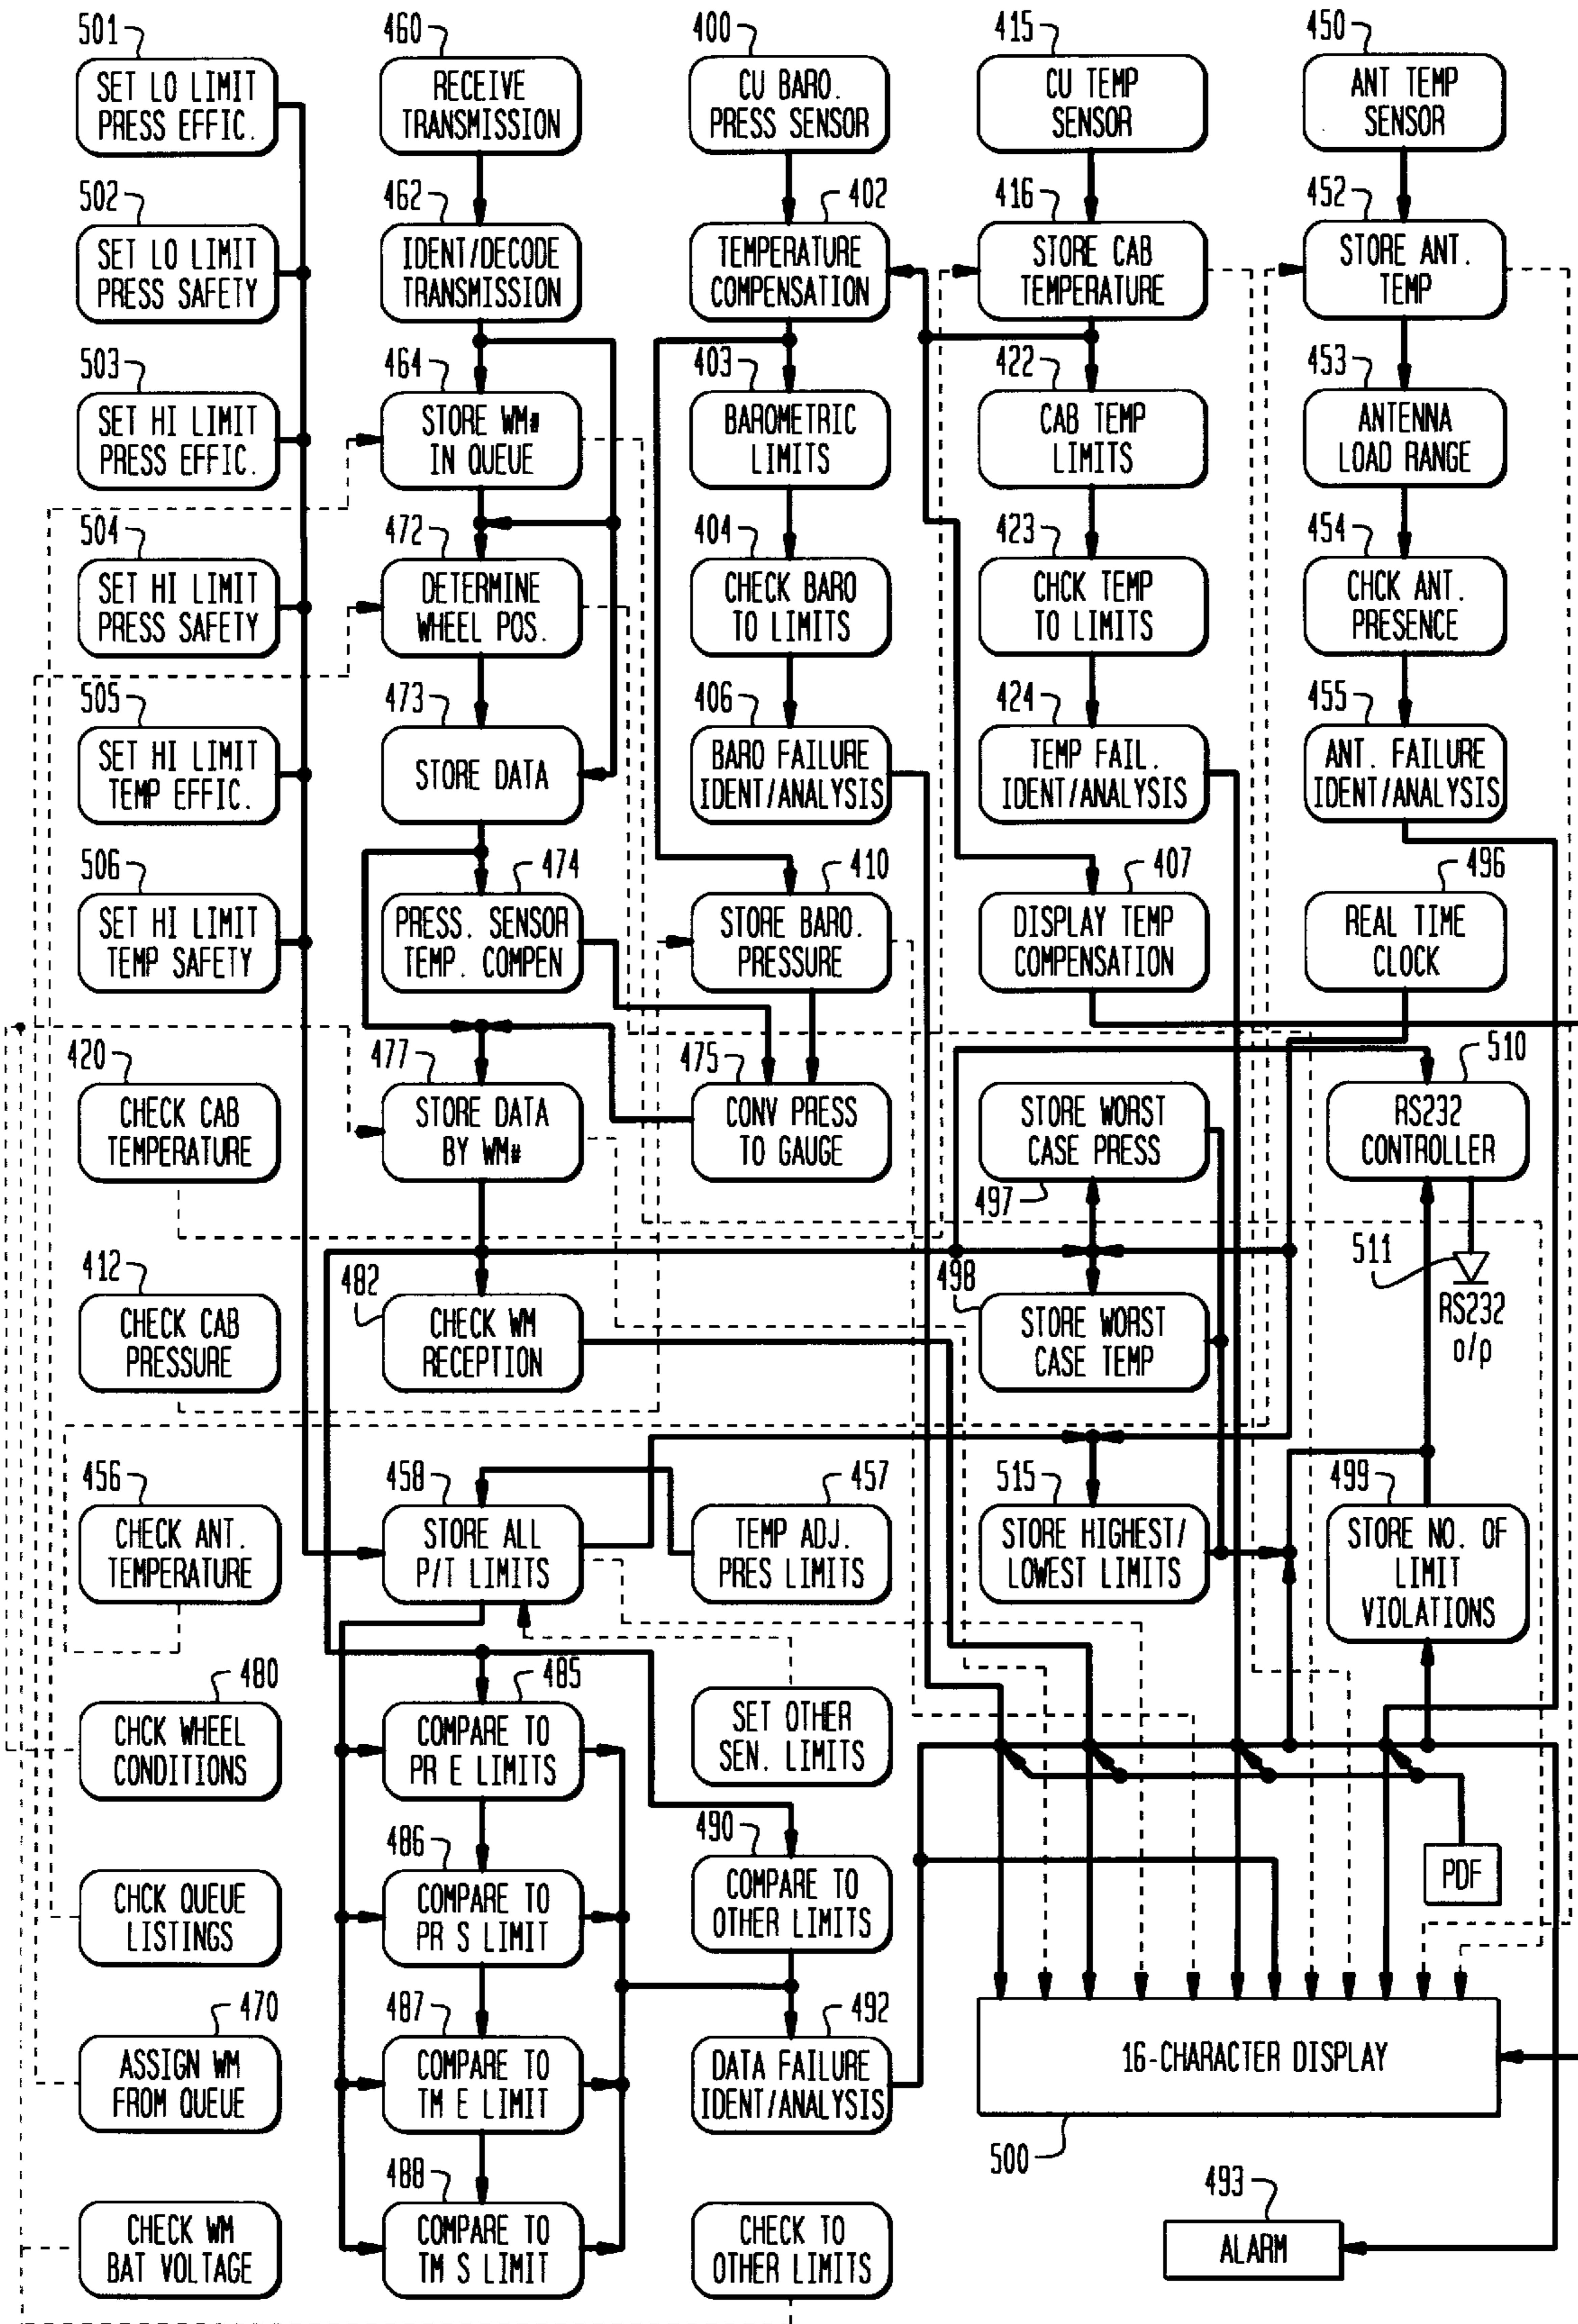 501
SET LO LIMIT
PRESS EFFIC.
460
RECEIVE
TRANSMISSION
400
CU BARO.
PRESS SENSOR
415
CU TEMP
SENSOR
450
ANT TEMP
SENSOR
502
SET LO LIMIT
PRESS SAFETY
462
IDENT/DECODE
TRANSMISSION
402
TEMPERATURE
COMPENSATION
416
STORE CAB
TEMPERATURE
452
STORE ANT.
TEMP
503
SET HI LIMIT
PRESS EFFIC.
464
STORE WM#
IN QUEUE
403
BAROMETRIC
LIMITS
422
CAB TEMP
LIMITS
453
ANTENNA
LOAD RANGE
504
SET HI LIMIT
PRESS SAFETY
472
DETERMINE
WHEEL POS.
404
CHECK BARO
TO LIMITS
423
CHCK TEMP
TO LIMITS
454
CHCK ANT.
PRESENCE
505
SET HI LIMIT
TEMP EFFIC.
473
STORE DATA
406
BARO FAILURE
IDENT/ANALYSIS
424
TEMP FAIL.
IDENT/ANALYSIS
455
ANT. FAILURE
IDENT/ANALYSIS
506
SET HI LIMIT
TEMP SAFETY
474
PRESS. SENSOR
TEMP. COMPEN
410
STORE BARO.
PRESSURE
407
DISPLAY TEMP
COMPENSATION
496
REAL TIME
CLOCK
420
CHECK CAB
TEMPERATURE
477
STORE DATA
BY WM#
475
CONV PRESS
TO GAUGE
STORE WORST
CASE PRESS
497
510
RS232
CONTROLLER
511
RS232
o/p
412
CHECK CAB
PRESSURE
482
CHECK WM
RECEPTION
498
STORE WORST
CASE TEMP
456
CHECK ANT.
TEMPERATURE
458
STORE ALL
P/T LIMITS
457
TEMP ADJ.
PRES LIMITS
515
STORE HIGHEST/
LOWEST LIMITS
499
STORE NO. OF
LIMIT
VIOLATIONS
480
CHCK WHEEL
CONDITIONS
485
COMPARE TO
PR E LIMITS
SET OTHER
SEN. LIMITS
CHCK QUEUE
LISTINGS
486
COMPARE TO
PR S LIMIT
490
COMPARE TO
OTHER LIMITS
PDF
470
ASSIGN WM
FROM QUEUE
487
COMPARE TO
TM E LIMIT
492
DATA FAILURE
IDENT/ANALYSIS
16-CHARACTER DISPLAY
500
CHECK WM
BAT VOLTAGE
488
COMPARE TO
TM S LIMIT
CHECK TO
OTHER LIMITS
493
ALARM